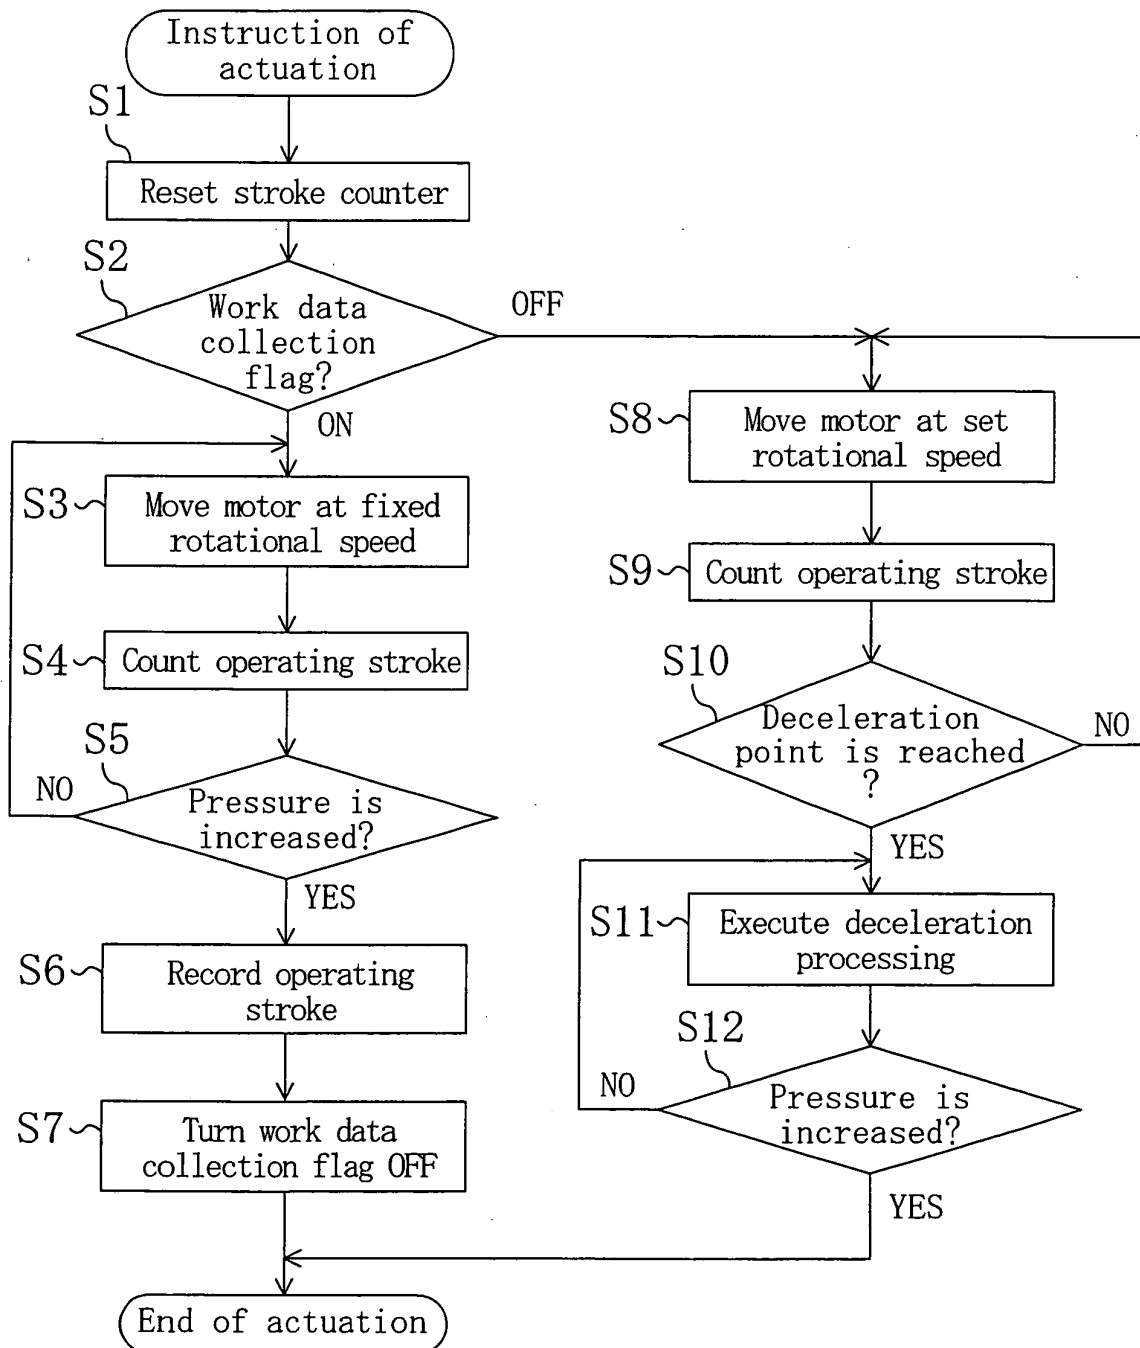 Instruction of
actuation
S1
Reset stroke counter
S2
Work data
collection
flag?
OFF
ON
S3
Move motor at fixed
rotational speed
S4
Count operating stroke
S5
NO
Pressure is
increased?
YES
S6
Record operating
stroke
S7
Turn work data
collection flag OFF
S8
Move motor at set
rotational speed
S9
Count operating stroke
S10
Deceleration
point is reached
?
NO
YES
S11
Execute deceleration
processing
S12
NO
Pressure is
increased?
YES
End of actuation